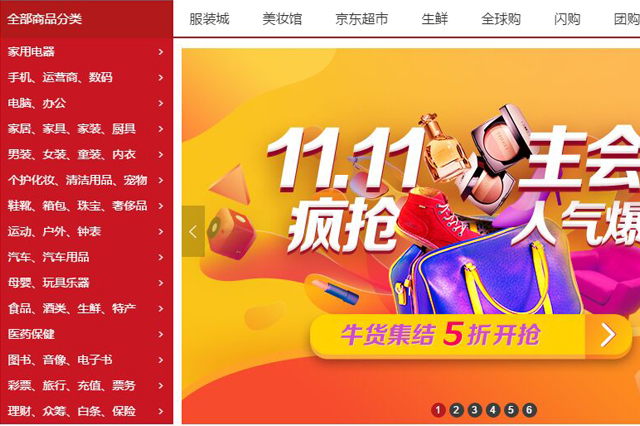 全部商品分类
服装城 美妆馆 京东超市 生鲜 全球购 闪购 团购
家用电器
手机、运营商、数码
电脑、办公
家居、家具、家装、厨具
男装、女装、童装、内衣
个护化妆、清洁用品、宠物
鞋靴、箱包、珠宝、奢侈品
运动、户外、钟表
汽车、汽车用品
母婴、玩具乐器
食品、酒类、生鲜、特产
医药保健
图书、音像、电子书
彩票、旅行、充值、票务
理财、众筹、白条、保险
11.11 主会
疯抢 人气爆
牛货集结 5折开抢
1 2 3 4 5 6